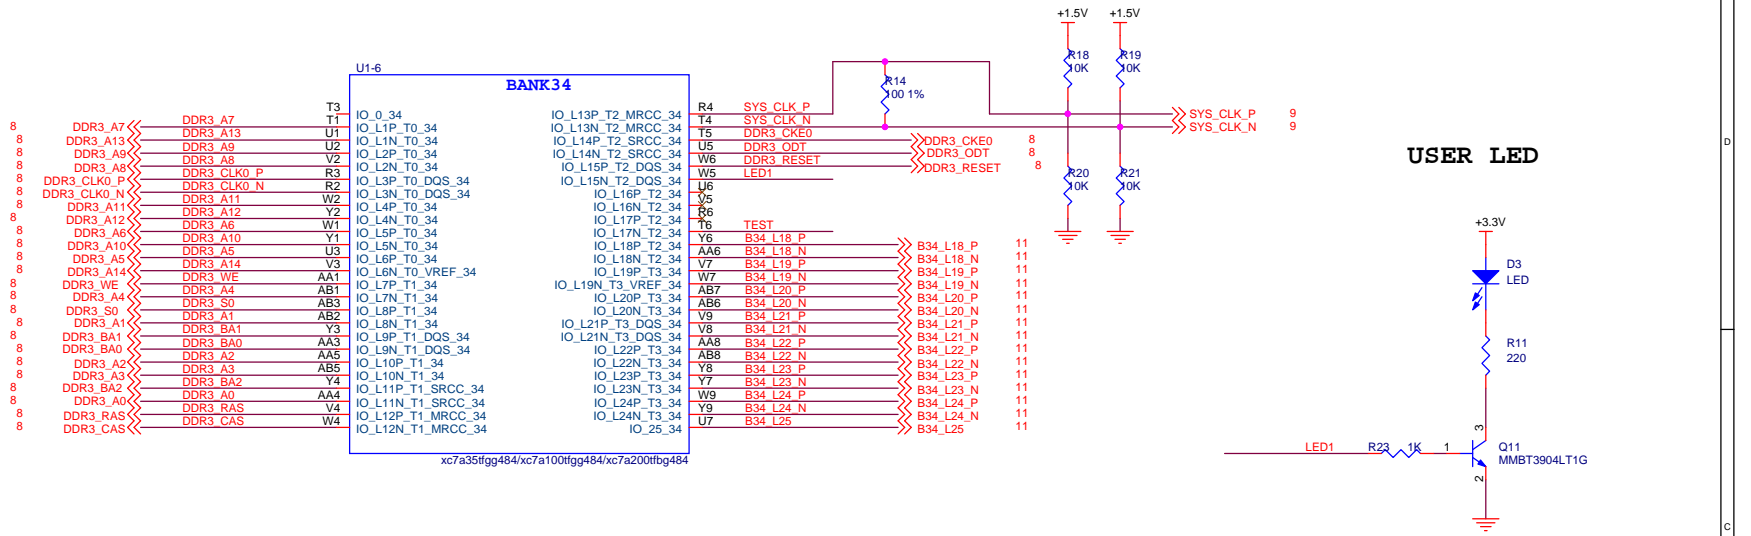 +1.5V +1.5V
R18 10K
R19 10K
R14 100 1%
R20 10K
R21 10K
SYS_CLK_P 9
SYS_CLK_N 9
U1-6
BANK34
T3 IO_0_34
8 DDR3_A7 DDR3_A7 T1 IO_L1P_T0_34
8 DDR3_A13 DDR3_A13 U1 IO_L1N_T0_34
8 DDR3_A9 DDR3_A9 U2 IO_L2P_T0_34
8 DDR3_A8 DDR3_A8 V2 IO_L2N_T0_34
8 DDR3_CLK0_P DDR3_CLK0_P R3 IO_L3P_T0_DQS_34
8 DDR3_CLK0_N DDR3_CLK0_N R2 IO_L3N_T0_DQS_34
8 DDR3_A11 DDR3_A11 W2 IO_L4P_T0_34
8 DDR3_A12 DDR3_A12 Y2 IO_L4N_T0_34
8 DDR3_A6 DDR3_A6 W1 IO_L5P_T0_34
8 DDR3_A10 DDR3_A10 Y1 IO_L5N_T0_34
8 DDR3_A5 DDR3_A5 U3 IO_L6P_T0_34
8 DDR3_A14 DDR3_A14 V3 IO_L6N_T0_VREF_34
8 DDR3_WE DDR3_WE AA1 IO_L7P_T1_34
8 DDR3_A4 DDR3_A4 AB1 IO_L7N_T1_34
8 DDR3_S0 DDR3_S0 AB3 IO_L8P_T1_34
8 DDR3_A1 DDR3_A1 AB2 IO_L8N_T1_34
8 DDR3_BA1 DDR3_BA1 Y3 IO_L9P_T1_DQS_34
8 DDR3_BA0 DDR3_BA0 AA3 IO_L9N_T1_DQS_34
8 DDR3_A2 DDR3_A2 AA5 IO_L10P_T1_34
8 DDR3_A3 DDR3_A3 AB5 IO_L10N_T1_34
8 DDR3_BA2 DDR3_BA2 Y4 IO_L11P_T1_SRCC_34
8 DDR3_A0 DDR3_A0 AA4 IO_L11N_T1_SRCC_34
8 DDR3_RAS DDR3_RAS V4 IO_L12P_T1_MRCC_34
8 DDR3_CAS DDR3_CAS W4 IO_L12N_T1_MRCC_34
IO_L13P_T2_MRCC_34 R4 SYS_CLK_P
IO_L13N_T2_MRCC_34 T4 SYS_CLK_N
IO_L14P_T2_SRCC_34 T5 DDR3_CKE0 DDR3_CKE0 8
IO_L14N_T2_SRCC_34 U5 DDR3_ODT DDR3_ODT 8
IO_L15P_T2_DQS_34 W6 DDR3_RESET DDR3_RESET 8
IO_L15N_T2_DQS_34 W5 LED1
IO_L16P_T2_34 U6
IO_L16N_T2_34 V5
IO_L17P_T2_34 R6
IO_L17N_T2_34 T6 TEST
IO_L18P_T2_34 Y6 B34_L18_P B34_L18_P 11
IO_L18N_T2_34 AA6 B34_L18_N B34_L18_N 11
IO_L19P_T3_34 V7 B34_L19_P B34_L19_P 11
IO_L19N_T3_VREF_34 W7 B34_L19_N B34_L19_N 11
IO_L20P_T3_34 AB7 B34_L20_P B34_L20_P 11
IO_L20N_T3_34 AB6 B34_L20_N B34_L20_N 11
IO_L21P_T3_DQS_34 V9 B34_L21_P B34_L21_P 11
IO_L21N_T3_DQS_34 V8 B34_L21_N B34_L21_N 11
IO_L22P_T3_34 AA8 B34_L22_P B34_L22_P 11
IO_L22N_T3_34 AB8 B34_L22_N B34_L22_N 11
IO_L23P_T3_34 Y8 B34_L23_P B34_L23_P 11
IO_L23N_T3_34 Y7 B34_L23_N B34_L23_N 11
IO_L24P_T3_34 W9 B34_L24_P B34_L24_P 11
IO_L24N_T3_34 Y9 B34_L24_N B34_L24_N 11
IO_25_34 U7 B34_L25 B34_L25 11
xc7a35tfgg484/xc7a100tfgg484/xc7a200tfbg484
USER LED
+3.3V
D3
LED
R11
220
3
LED1 R23 1K 1 Q11
MMBT3904LT1G
2
D
C